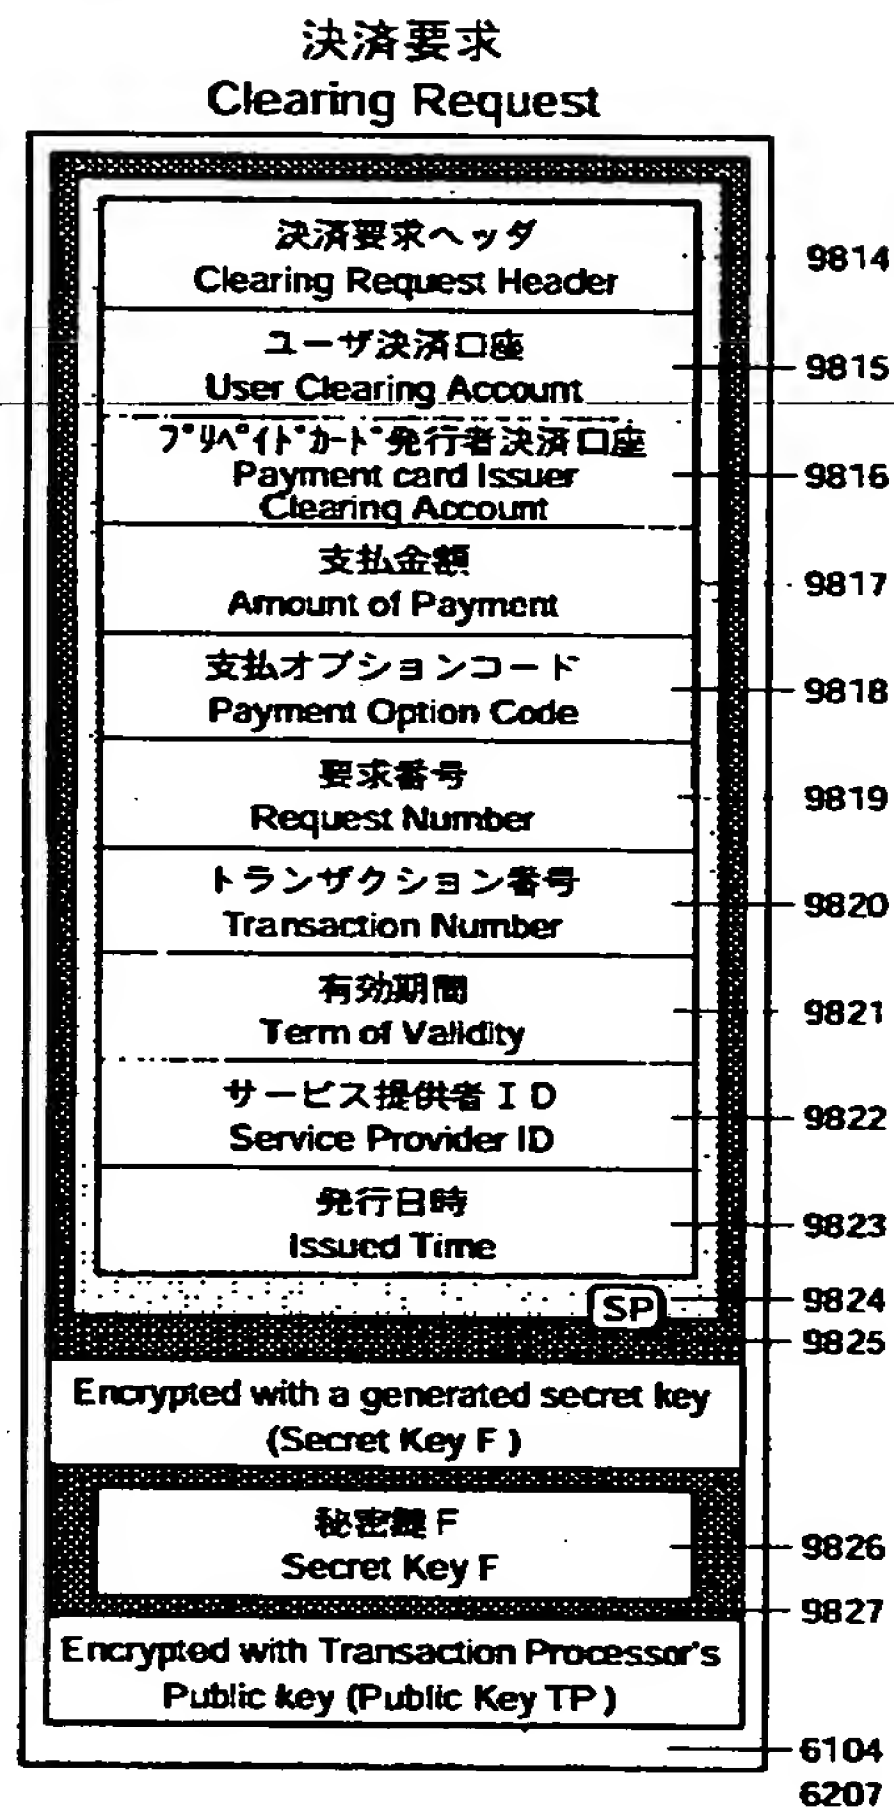 決済要求
Clearing Request
決済要求ヘッダ
Clearing Request Header
9814
ユーザ決済口座
User Clearing Account
9815
プリペイドカード発行者決済口座
Payment card Issuer
Clearing Account
9816
支払金額
Amount of Payment
9817
支払オプションコード
Payment Option Code
9818
要求番号
Request Number
9819
トランザクション番号
Transaction Number
9820
有効期間
Term of Validity
9821
サービス提供者ID
Service Provider ID
9822
発行日時
Issued Time
9823
SP
9824
9825
Encrypted with a generated secret key
(Secret Key F )
秘密鍵F
Secret Key F
9826
9827
Encrypted with Transaction Processor's
Public key (Public Key TP )
6104
6207